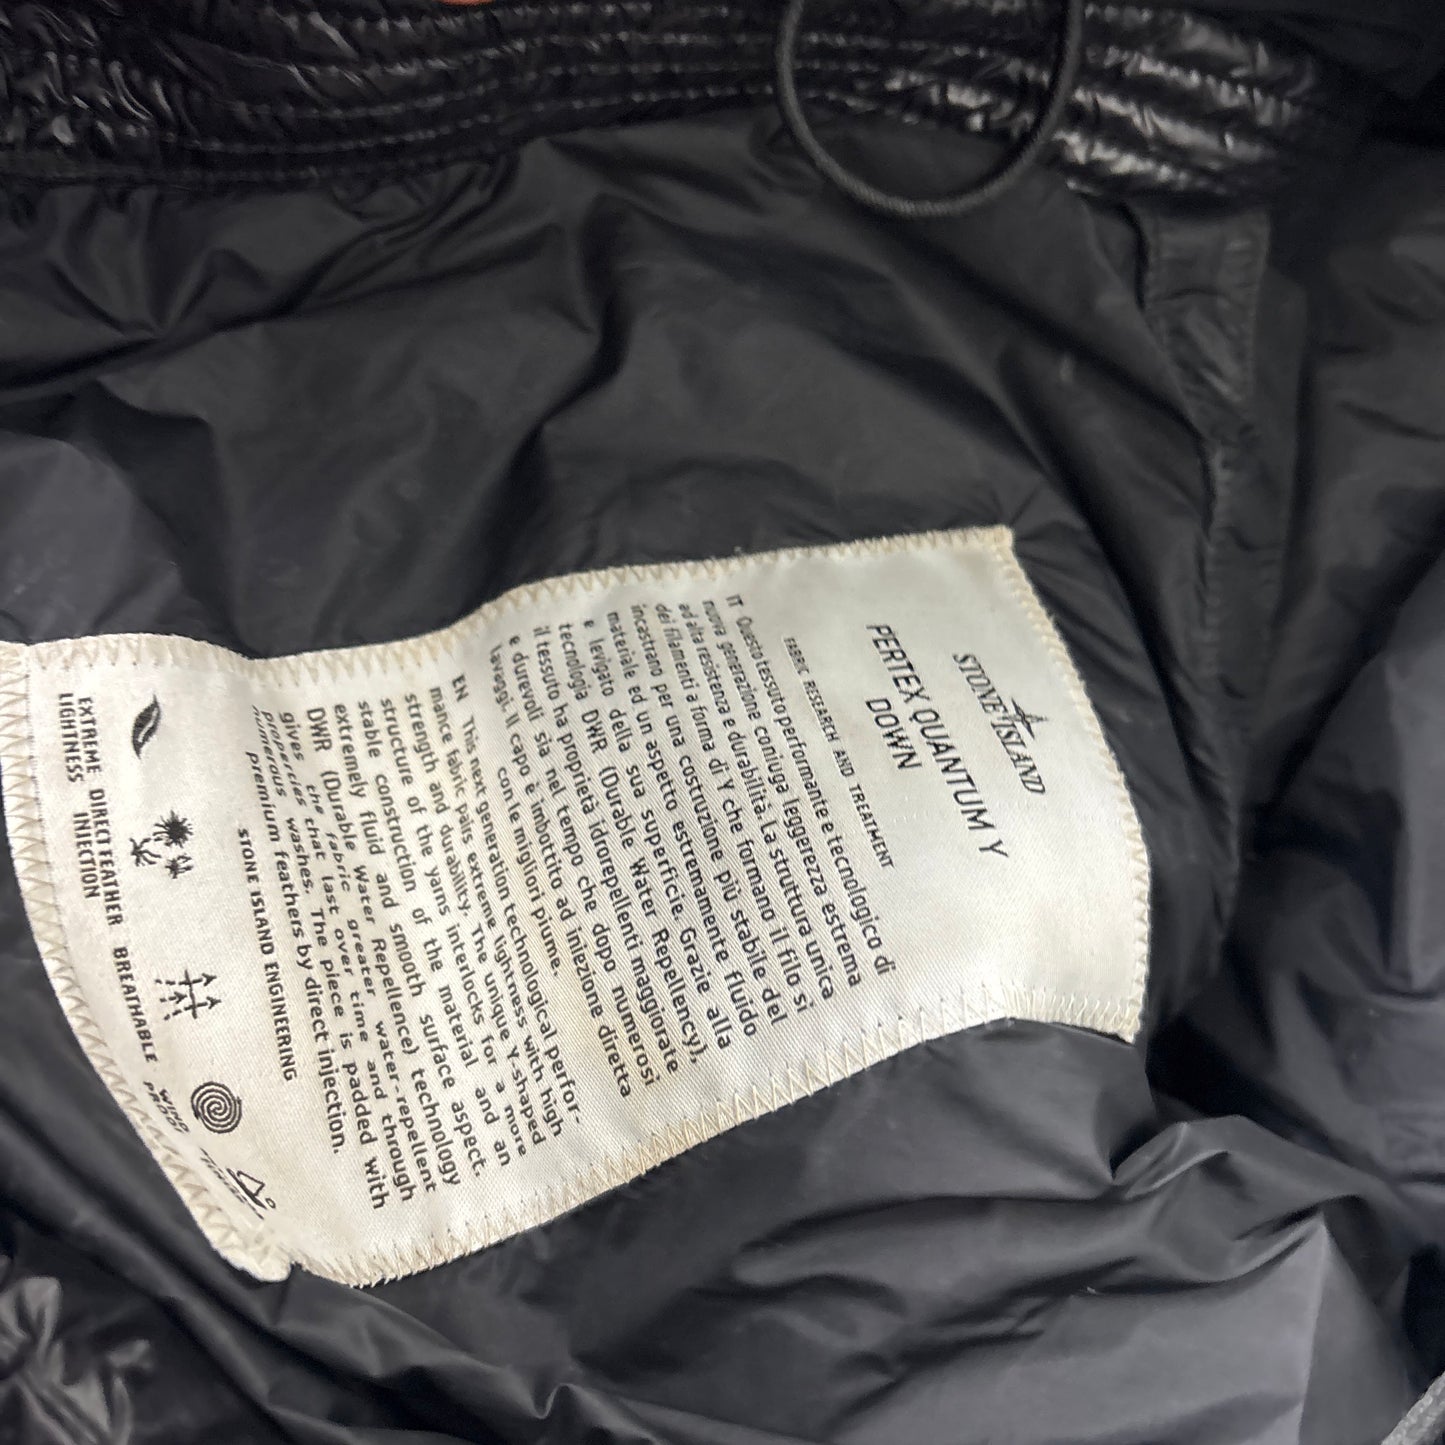 STONE ISLAND
PERTEX QUANTUM Y
DOWN
FABRIC RESEARCH AND TREATMENT
IT Questo tessuto performante e tecnologico di
nuova generazione coniuga leggerezza estrema
ad alta resistenza e durabilità. La struttura unica
dei filamenti a forma di Y che formano il filo si
incastrano per una costruzione più stabile del
materiale ed un aspetto estremamente fluido
e levigato della sua superficie. Grazie alla
tecnologia DWR (Durable Water Repellency),
il tessuto ha proprietà idrorepellenti maggiorate
e durevoli sia nel tempo che dopo numerosi
lavaggi. Il capo è imbottito ad iniezione diretta
con le migliori piume.
EN This next generation technological perfor-
mance fabric pairs extreme lightness with high
strength and durability. The unique Y-shaped
structure of the yarns interlocks for a more
stable construction of the material and an
extremely fluid and smooth surface aspect.
DWR (Durable Water Repellence) technology
gives the fabric greater water-repellent
properties that last over time and through
numerous washes. The piece is padded with
premium feathers by direct injection.
STONE ISLAND ENGINEERING
EXTREME
LIGHTNESS
DIRECT FEATHER
INJECTION
BREATHABLE
WIND
PROOF